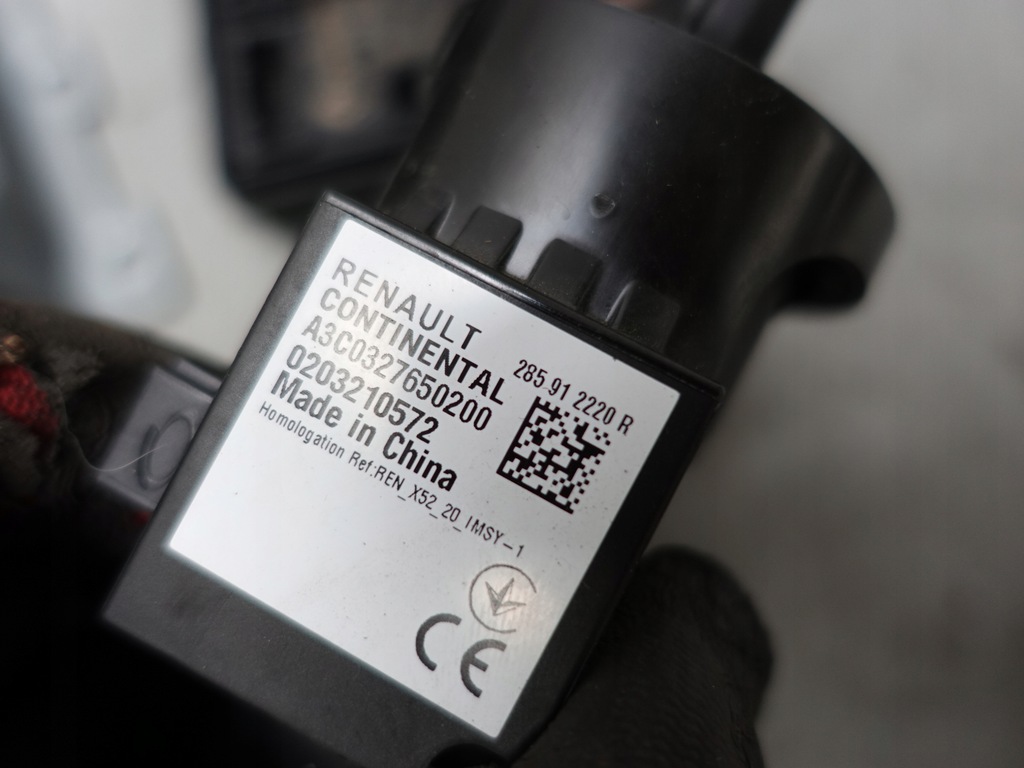 RENAULT
CONTINENTAL
285 91 2220 R
A3C0327650200
0203210572
Made in China
Homologation Ref:REN_X52_20_IMSY-1
CE